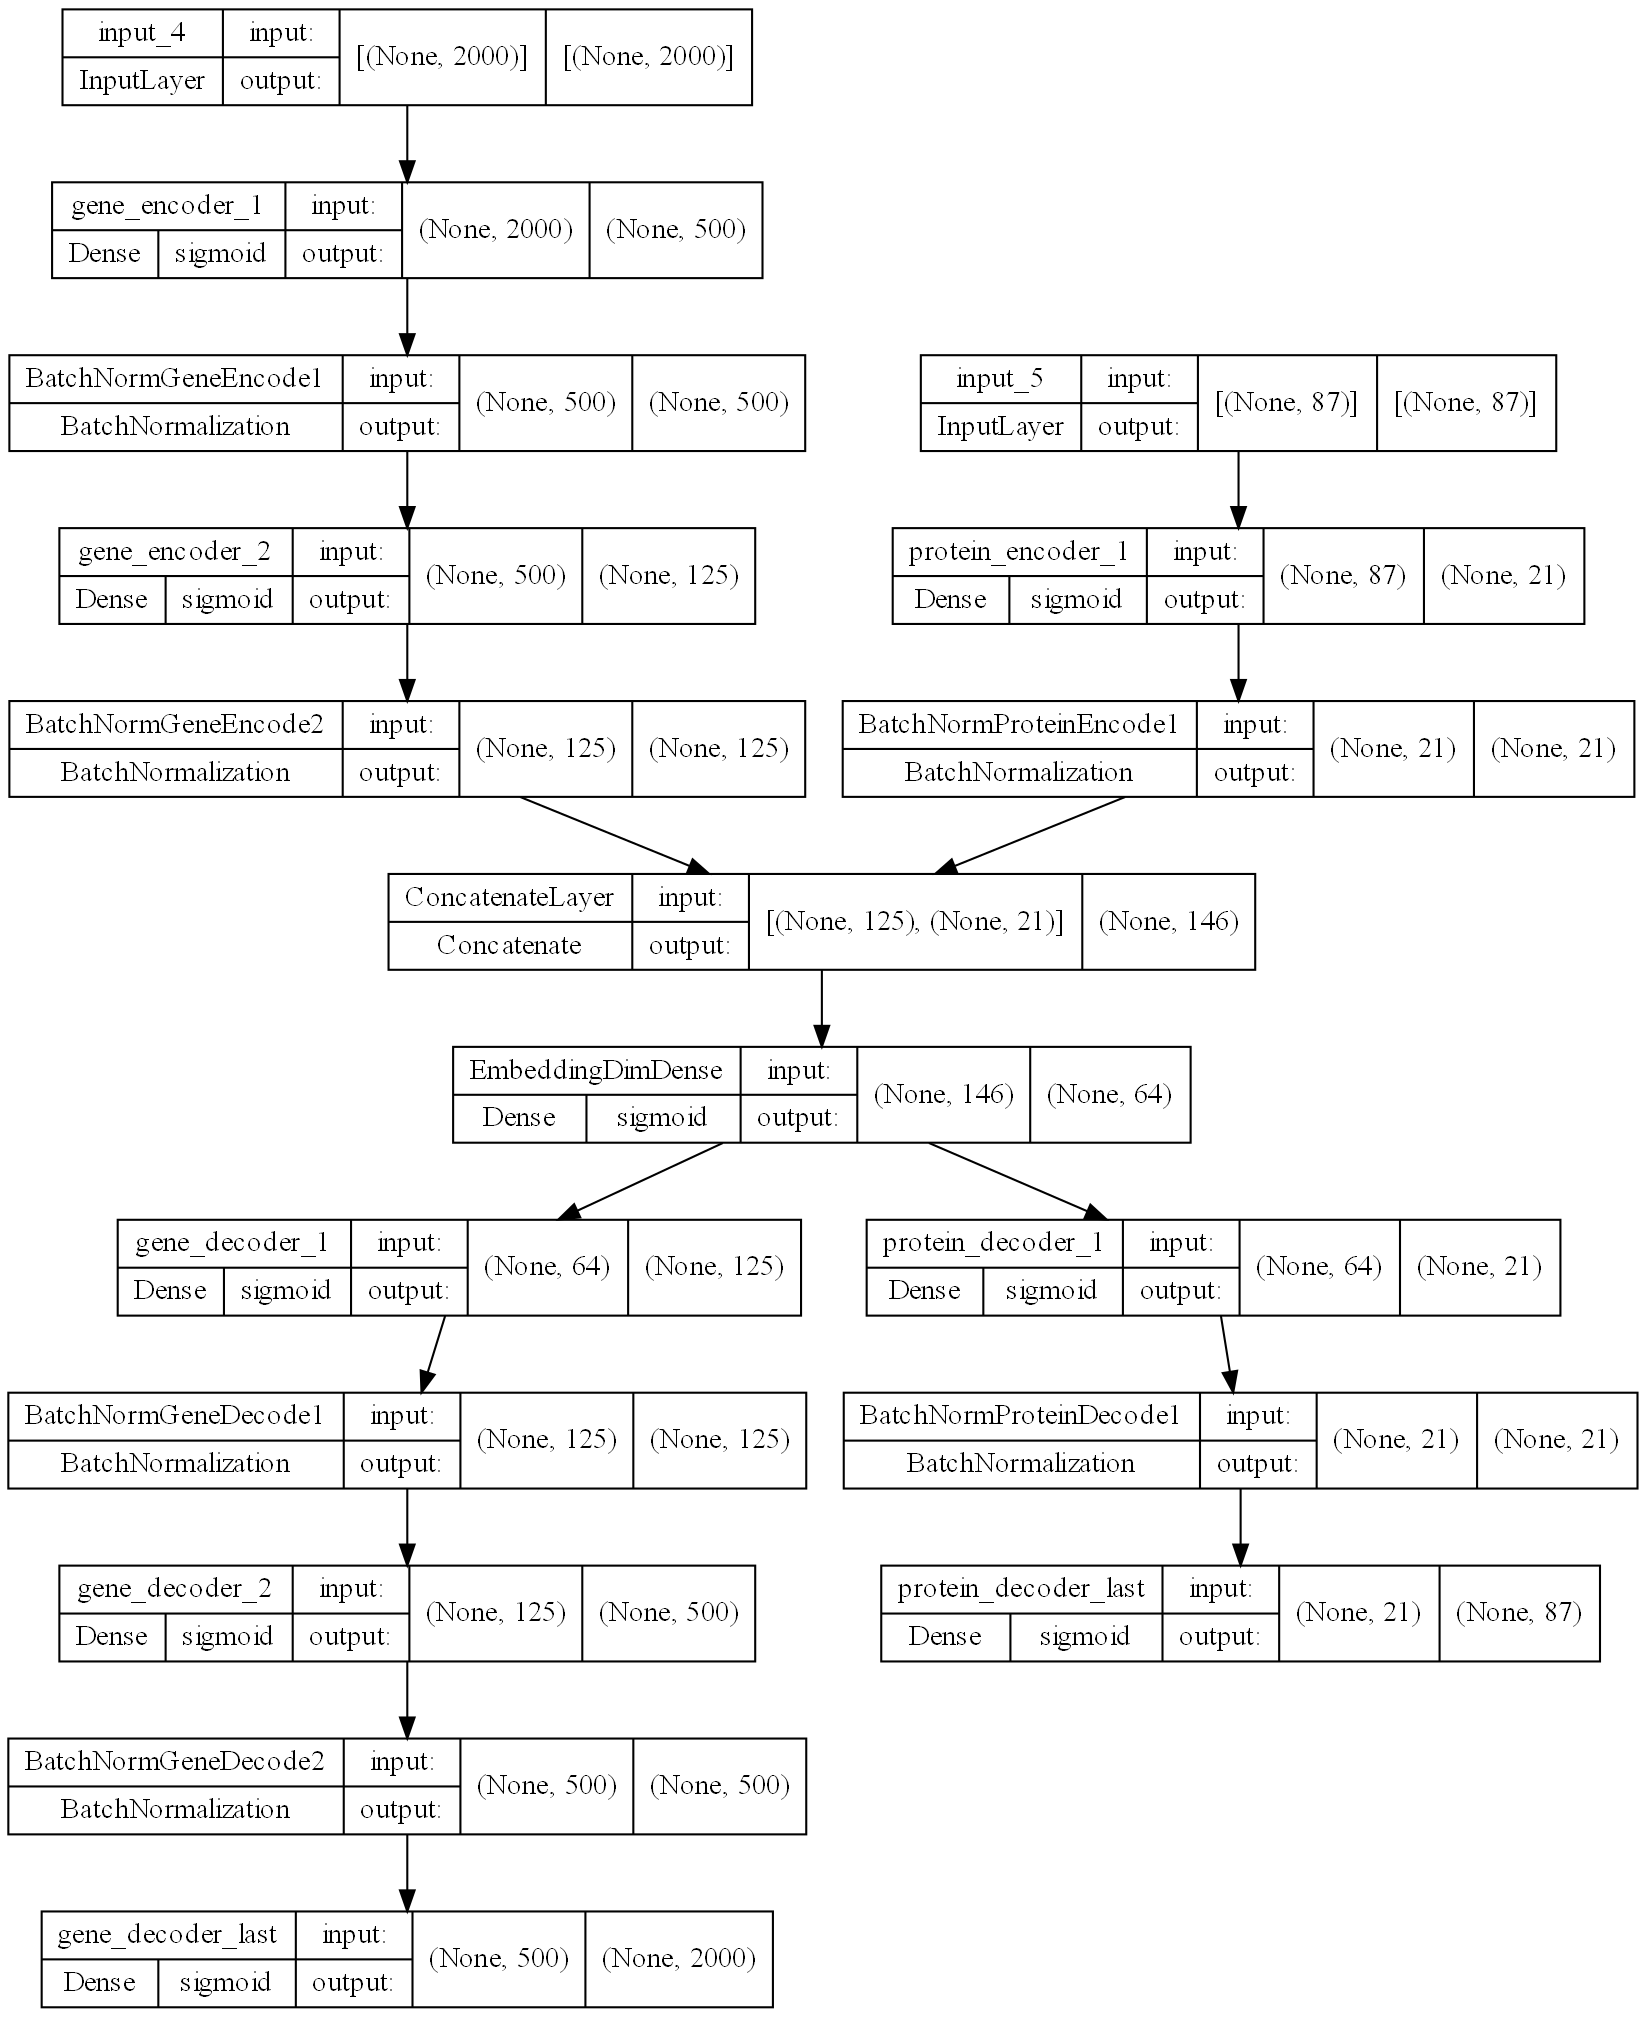 input_4 input: [(None, 2000)] [(None, 2000)]
InputLayer output:
gene_encoder_1 input: (None, 2000) (None, 500)
Dense sigmoid output:
BatchNormGeneEncode1 input: (None, 500) (None, 500)
BatchNormalization output:
input_5 input: [(None, 87)] [(None, 87)]
InputLayer output:
gene_encoder_2 input: (None, 500) (None, 125)
Dense sigmoid output:
protein_encoder_1 input: (None, 87) (None, 21)
Dense sigmoid output:
BatchNormGeneEncode2 input: (None, 125) (None, 125)
BatchNormalization output:
BatchNormProteinEncode1 input: (None, 21) (None, 21)
BatchNormalization output:
ConcatenateLayer input: [(None, 125), (None, 21)] (None, 146)
Concatenate output:
EmbeddingDimDense input: (None, 146) (None, 64)
Dense sigmoid output:
gene_decoder_1 input: (None, 64) (None, 125)
Dense sigmoid output:
protein_decoder_1 input: (None, 64) (None, 21)
Dense sigmoid output:
BatchNormGeneDecode1 input: (None, 125) (None, 125)
BatchNormalization output:
BatchNormProteinDecode1 input: (None, 21) (None, 21)
BatchNormalization output:
gene_decoder_2 input: (None, 125) (None, 500)
Dense sigmoid output:
protein_decoder_last input: (None, 21) (None, 87)
Dense sigmoid output:
BatchNormGeneDecode2 input: (None, 500) (None, 500)
BatchNormalization output:
gene_decoder_last input: (None, 500) (None, 2000)
Dense sigmoid output: